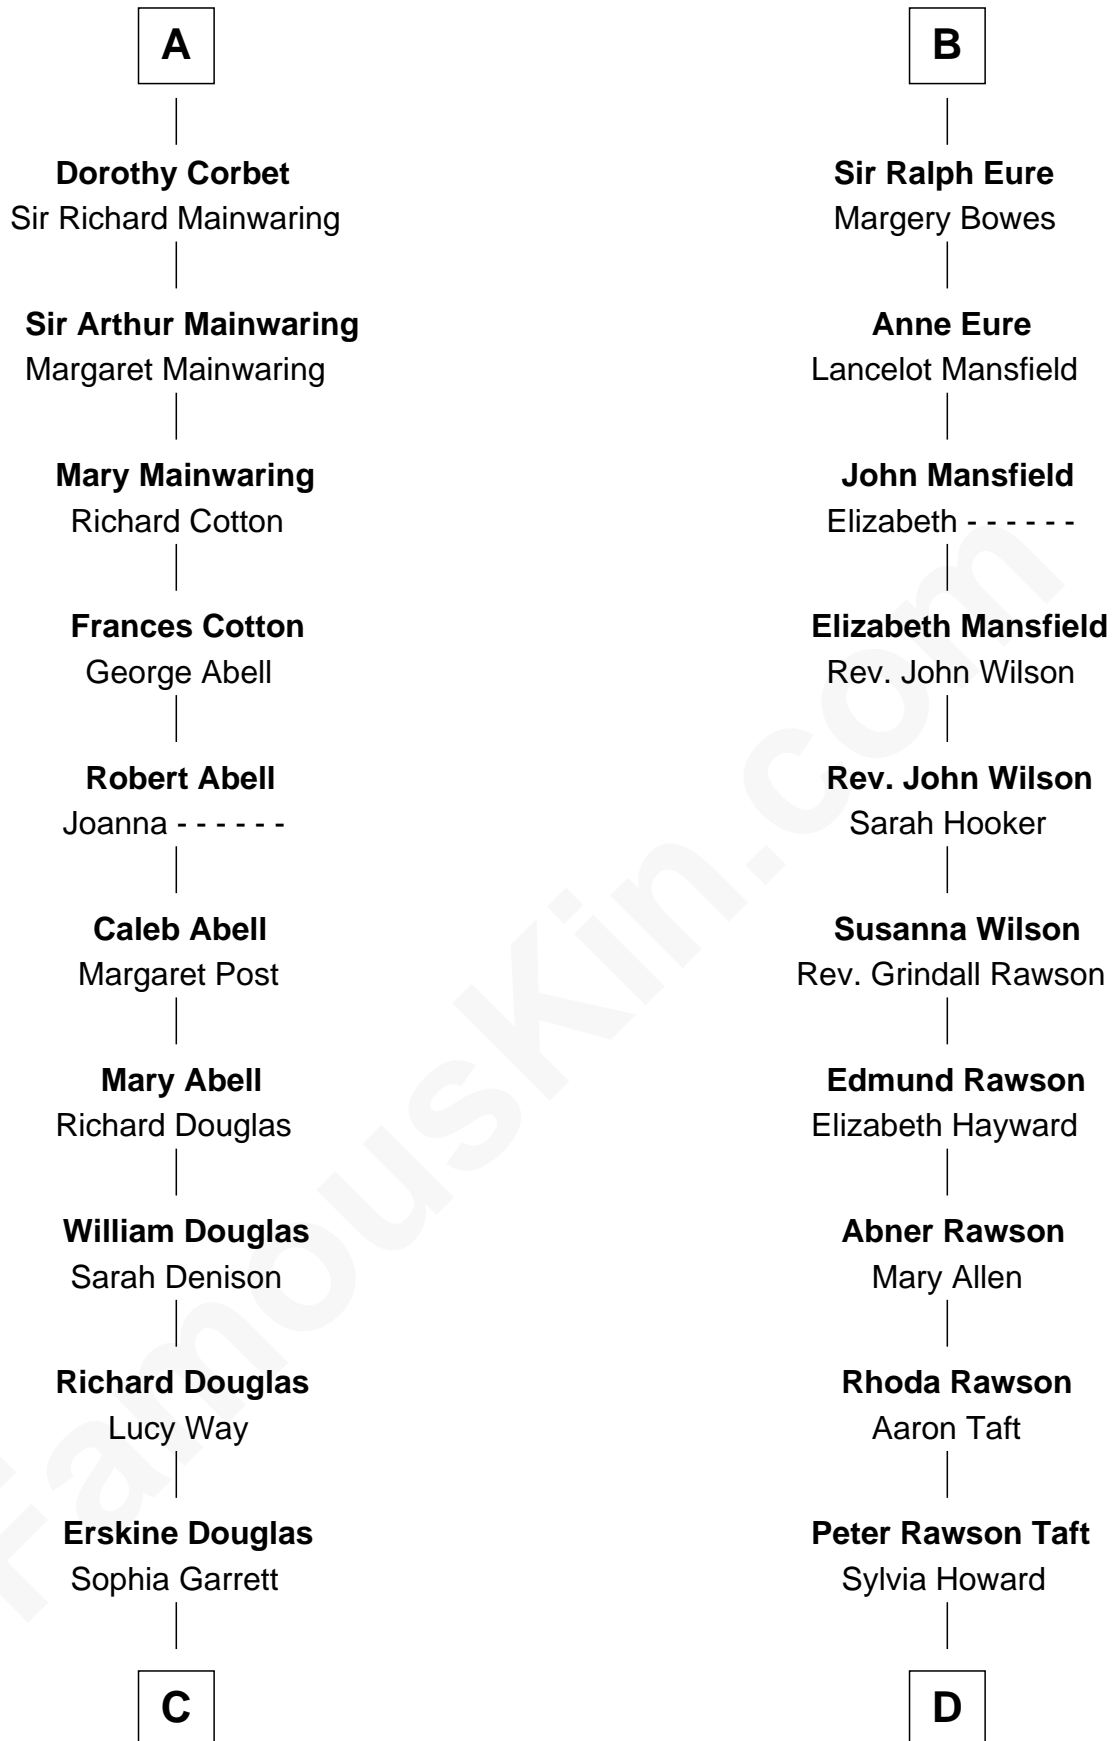 A
Dorothy Corbet
Sir Richard Mainwaring
Sir Arthur Mainwaring
Margaret Mainwaring
Mary Mainwaring
Richard Cotton
Frances Cotton
George Abell
Robert Abell
Joanna - - - - - -
Caleb Abell
Margaret Post
Mary Abell
Richard Douglas
William Douglas
Sarah Denison
Richard Douglas
Lucy Way
Erskine Douglas
Sophia Garrett
C
B
Sir Ralph Eure
Margery Bowes
Anne Eure
Lancelot Mansfield
John Mansfield
Elizabeth - - - - - -
Elizabeth Mansfield
Rev. John Wilson
Rev. John Wilson
Sarah Hooker
Susanna Wilson
Rev. Grindall Rawson
Edmund Rawson
Elizabeth Hayward
Abner Rawson
Mary Allen
Rhoda Rawson
Aaron Taft
Peter Rawson Taft
Sylvia Howard
D
FamousKin.com